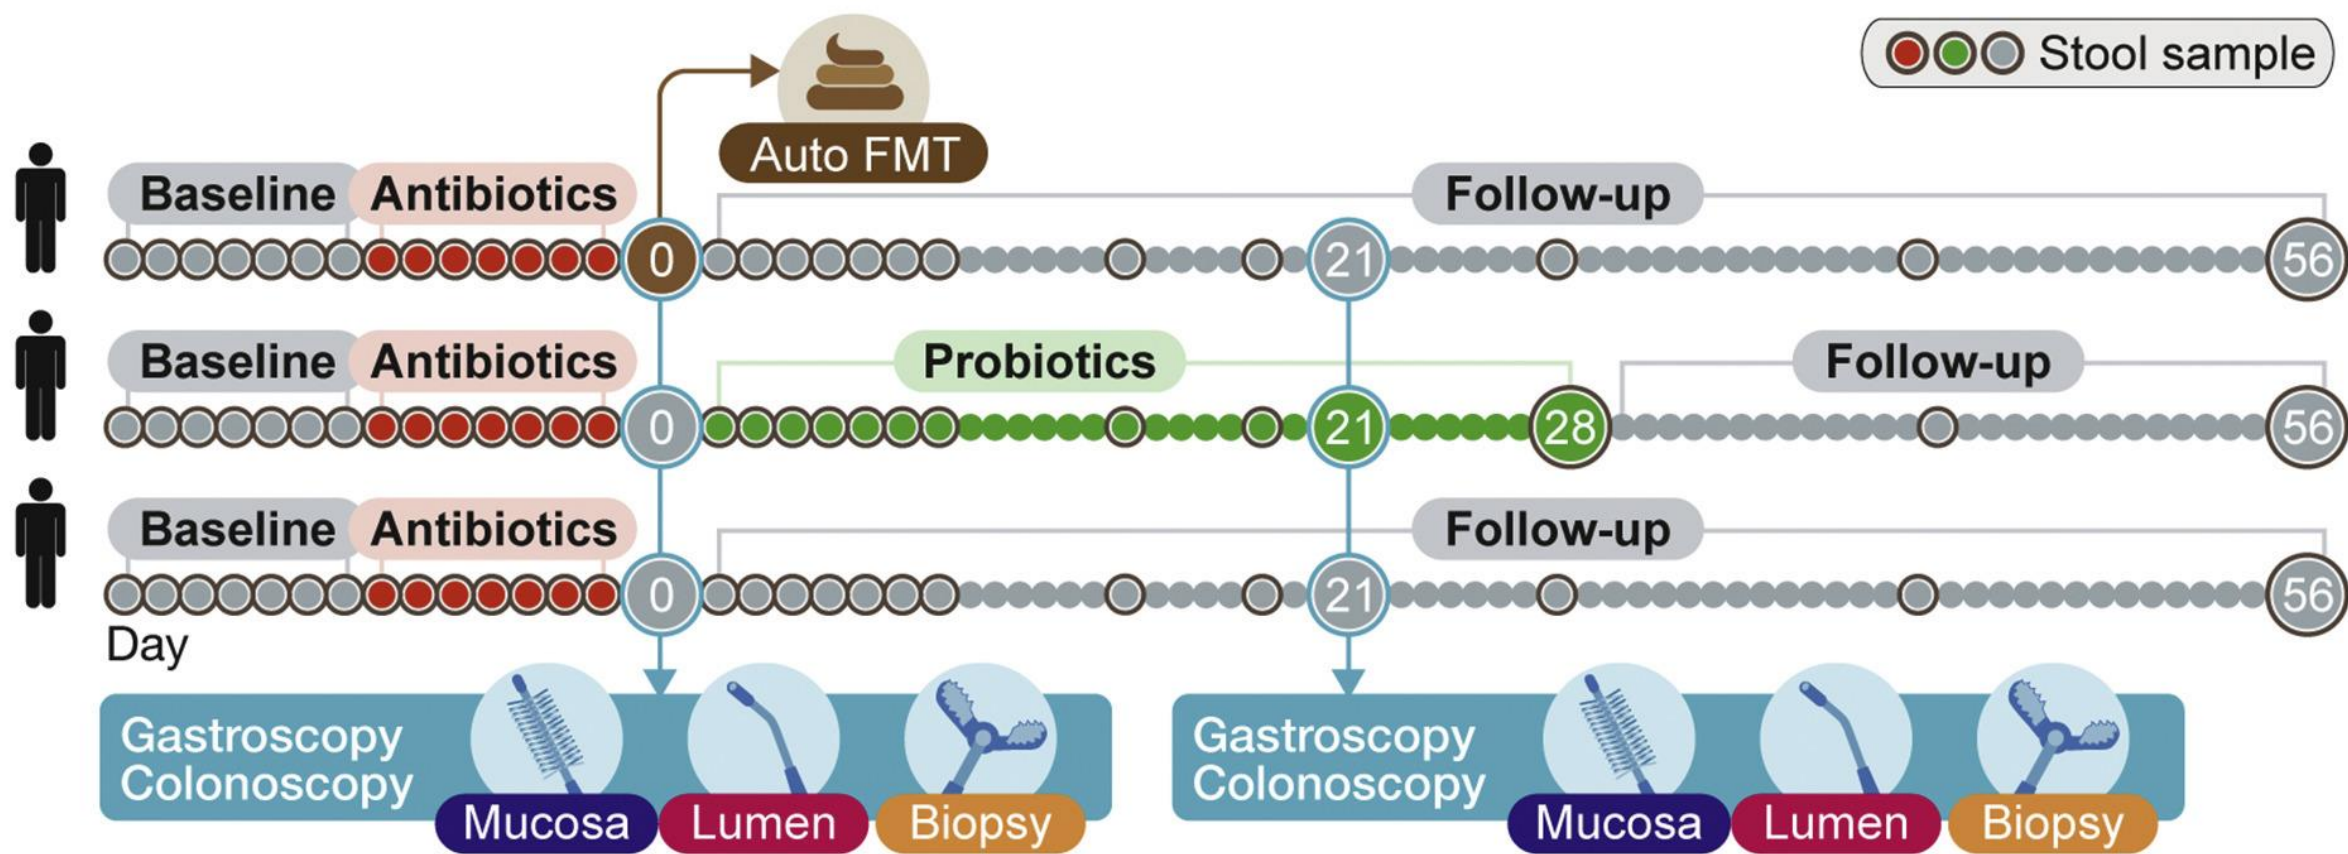 Stool sample
Auto FMT
Baseline Antibiotics Follow-up
0 21 56
Baseline Antibiotics Probiotics Follow-up
0 21 28 56
Baseline Antibiotics Follow-up
0 21 56
Day
Gastroscopy
Colonoscopy
Mucosa Lumen Biopsy
Gastroscopy
Colonoscopy
Mucosa Lumen Biopsy